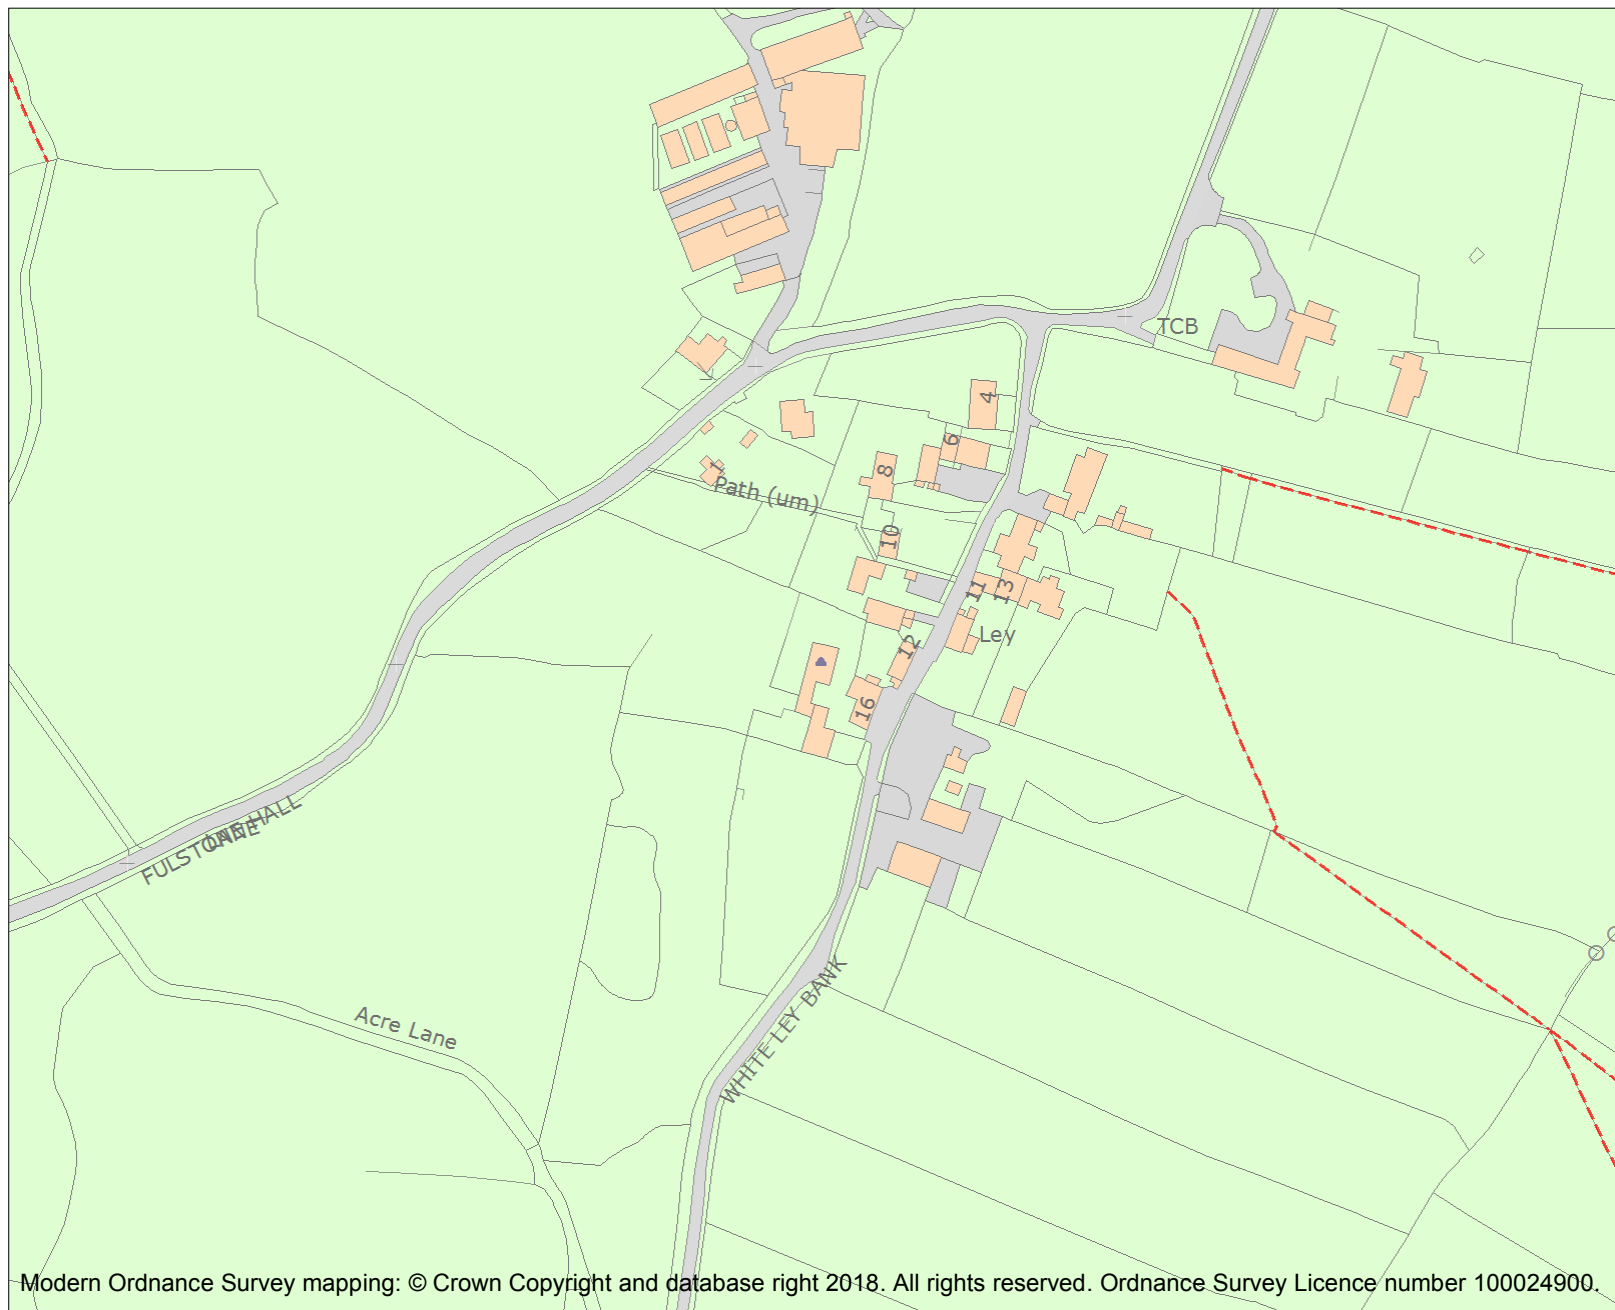 TCB
4
6
8
1
Path (um)
10
11
13
Ley
12
16
FULSTONE HALL
LANE
WHITE LEY BANK
Acre Lane
Modern Ordnance Survey mapping: © Crown Copyright and database right 2018. All rights reserved. Ordnance Survey Licence number 100024900.